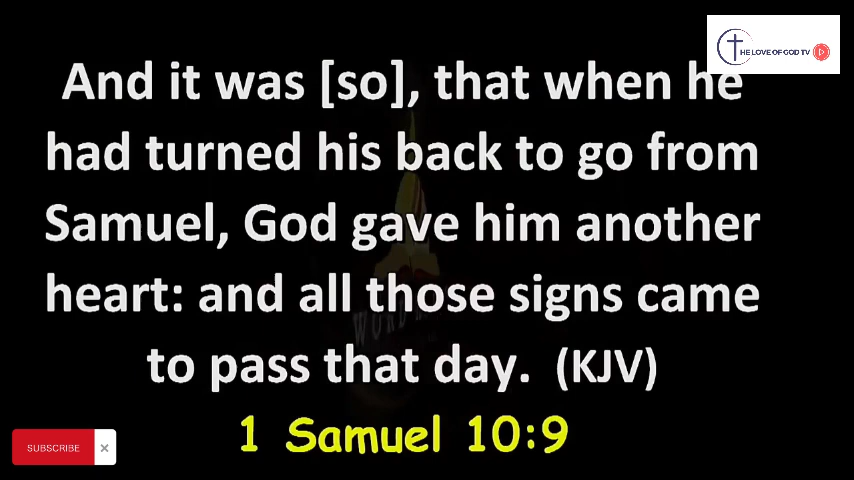 THE LOVE OF GOD TV
And it was [so], that when he
had turned his back to go from
Samuel, God gave him another
heart: and all those signs came
to pass that day. (KJV)
1 Samuel 10:9
SUBSCRIBE